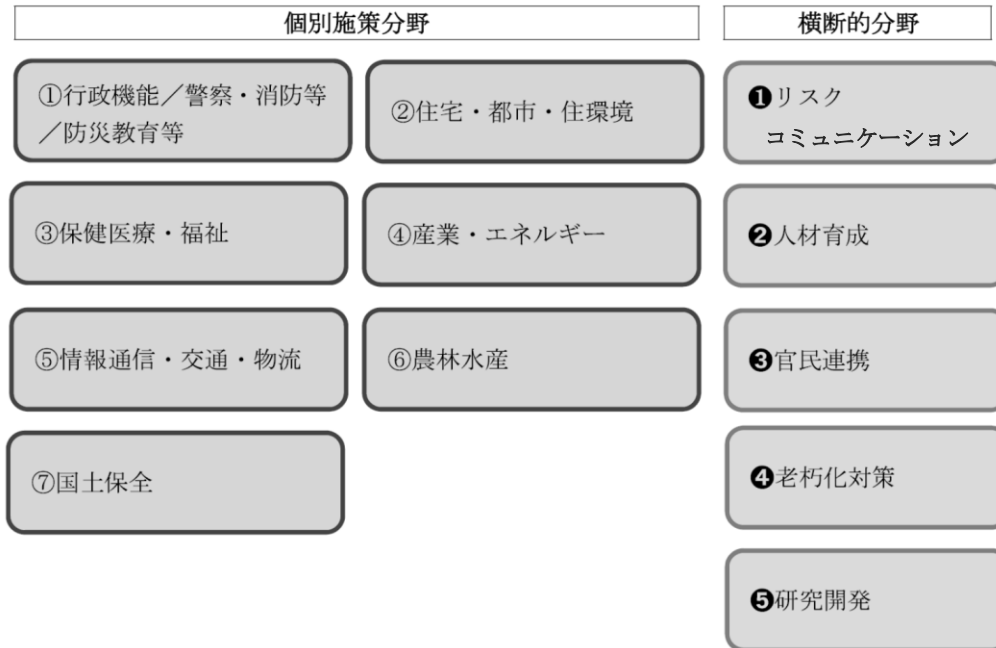 個別施策分野
横断的分野
①行政機能／警察・消防等
／防災教育等
②住宅・都市・住環境
③保健医療・福祉
④産業・エネルギー
⑤情報通信・交通・物流
⑥農林水産
⑦国土保全
❶リスク
コミュニケーション
❷人材育成
❸官民連携
❹老朽化対策
❺研究開発